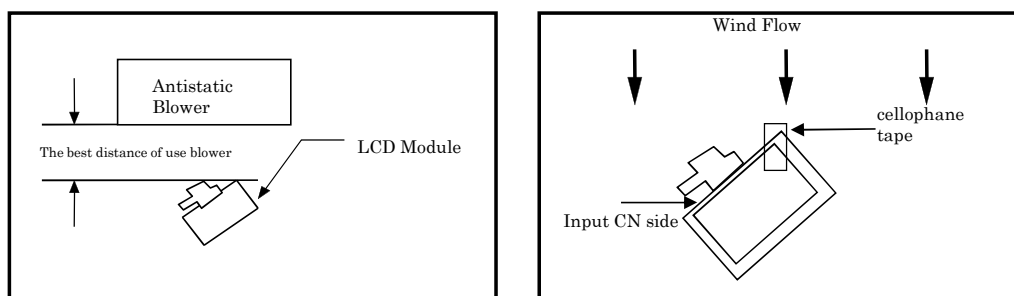 Antistatic
Blower
The best distance of use blower
LCD Module
Wind Flow
cellophane
tape
Input CN side